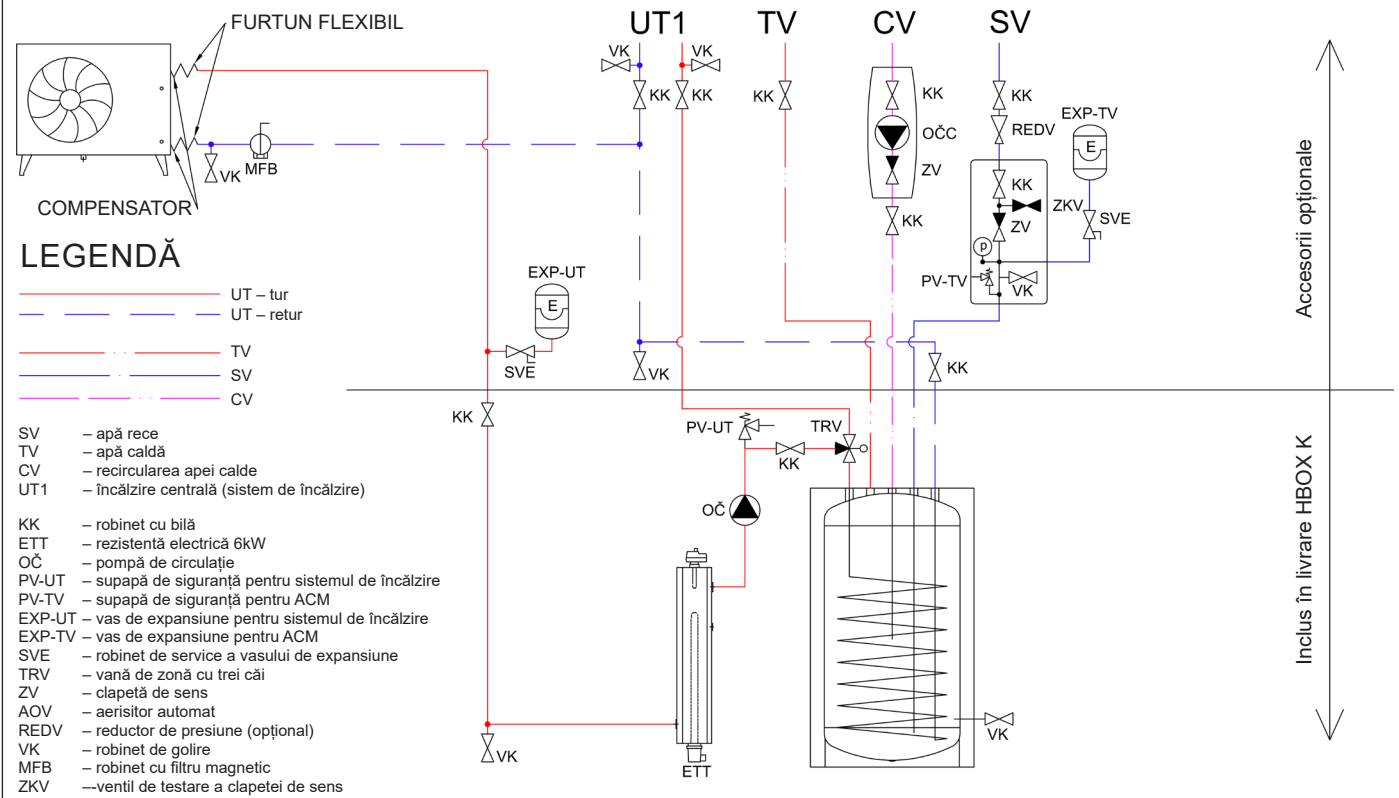 FURTUN FLEXIBIL
UT1 TV CV SV
VK VK
KK KK KK KK KK
EXP-TV
OČC REDV
E
MFB
VK
ZV
KK
COMPENSATOR
ZKV
SVE
KK ZV
P
LEGENDĂ
EXP-UT
PV-TV
VK
E
UT – tur
UT – retur
TV
SVE
VK
KK
SV
CV
Accesorii opționale
KK
PV-UT
TRV
KK
SV – apă rece
TV – apă caldă
CV – recircularea apei calde
UT1 – încălzire centrală (sistem de încălzire)
OČ
KK – robinet cu bilă
ETT – rezistentă electrică 6kW
OČ – pompă de circulație
PV-UT – supapă de siguranță pentru sistemul de încălzire
PV-TV – supapă de siguranță pentru ACM
EXP-UT – vas de expansiune pentru sistemul de încălzire
EXP-TV – vas de expansiune pentru ACM
SVE – robinet de service a vasului de expansiune
TRV – vană de zonă cu trei căi
ZV – clapetă de sens
AOV – aerisitor automat
REDV – reductor de presiune (opțional)
VK – robinet de golire
MFB – robinet cu filtru magnetic
ZKV –-ventil de testare a clapetei de sens
VK
ETT
VK
Inclus în livrare HBOX K